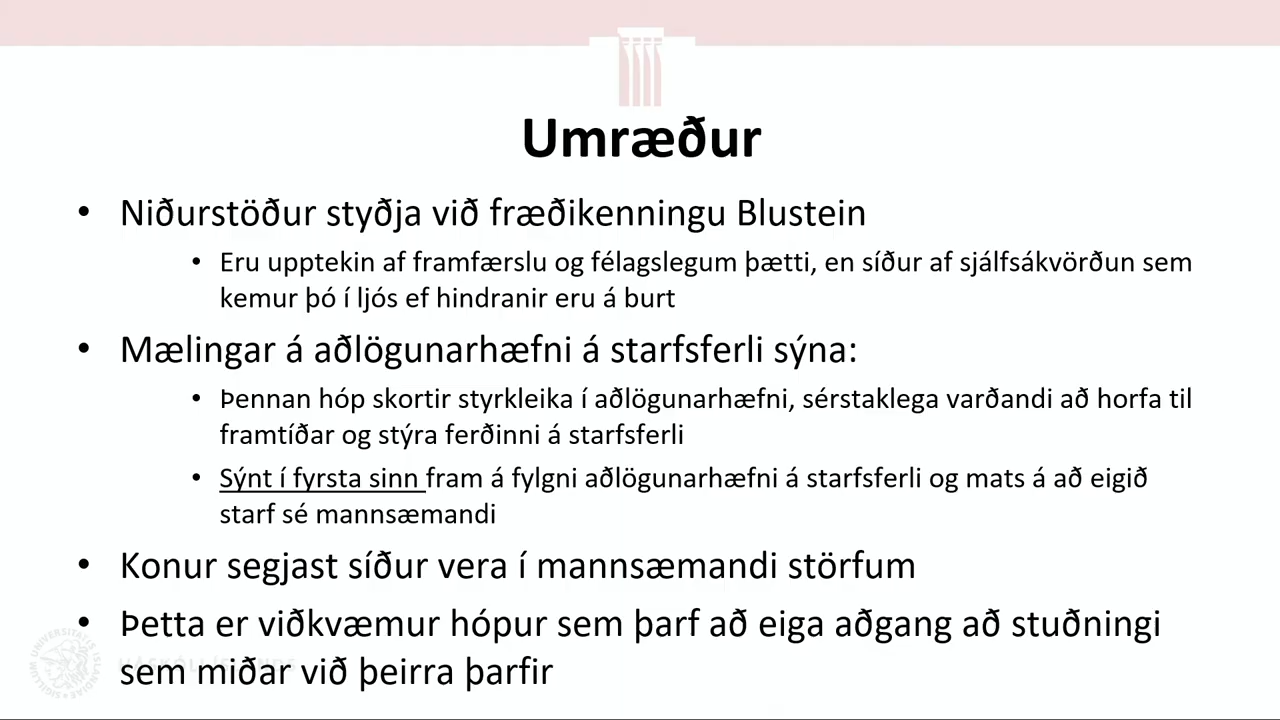 Umræður
• Niðurstöður styðja við fræðikenningu Blustein
• Eru upptekin af framfærslu og félagslegum þætti, en síður af sjálfsákvörðun sem
kemur þó í ljós ef hindranir eru á burt
• Mælingar á aðlögunarhæfni á starfsferli sýna:
• Þennan hóp skortir styrkleika í aðlögunarhæfni, sérstaklega varðandi að horfa til
framtíðar og stýra ferðinni á starfsferli
• Sýnt í fyrsta sinn fram á fylgni aðlögunarhæfni á starfsferli og mats á að eigið
starf sé mannsæmandi
• Konur segjast síður vera í mannsæmandi störfum
• Þetta er viðkvæmur hópur sem þarf að eiga aðgang að stuðningi
sem miðar við þeirra þarfir